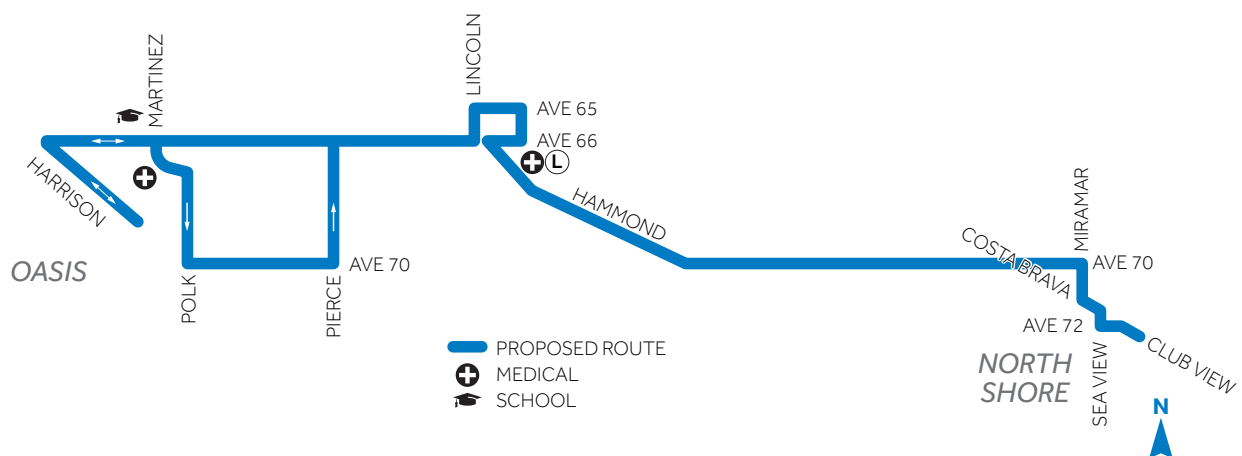 LINCOLN
MARTINEZ
AVE 65
AVE 66
L
HARRISON
HAMMOND
MIRAMAR
COSTA BRAVA
AVE 70
OASIS
POLK
PIERCE
AVE 70
AVE 72
CLUB VIEW
SEA VIEW
NORTH
SHORE
PROPOSED ROUTE
MEDICAL
SCHOOL
N